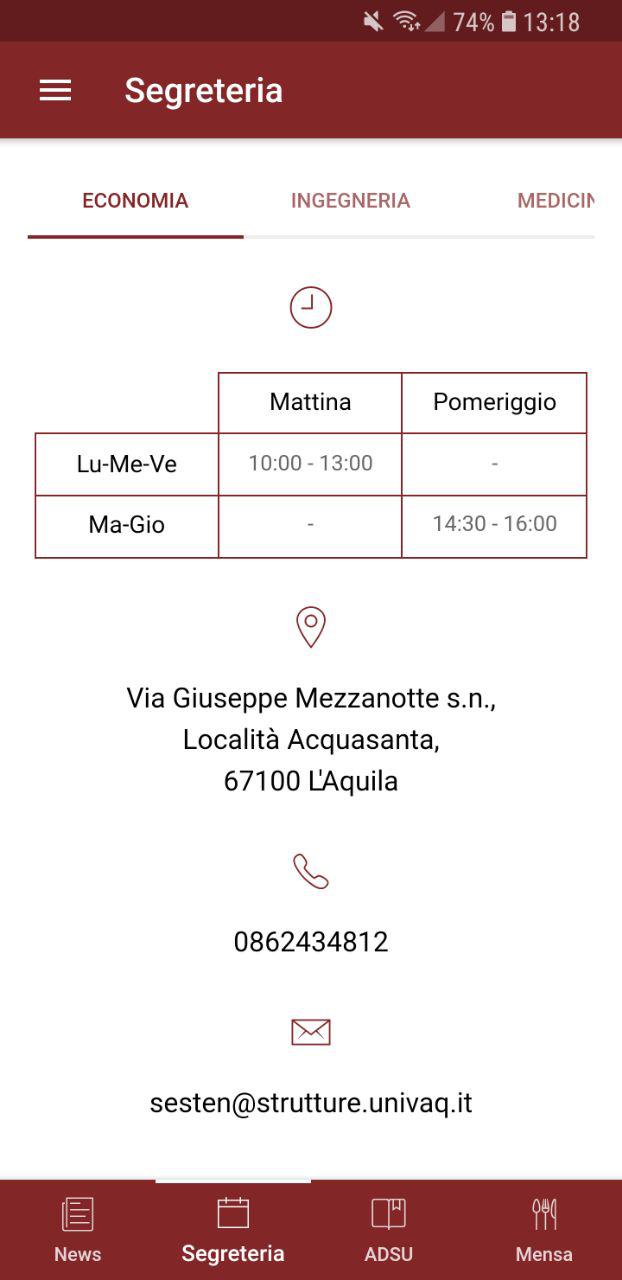 74% 13:18
Segreteria
ECONOMIA INGEGNERIA MEDICIN
Mattina Pomeriggio
Lu-Me-Ve 10:00 - 13:00 -
Ma-Gio - 14:30 - 16:00
Via Giuseppe Mezzanotte s.n.,
Località Acquasanta,
67100 L'Aquila
0862434812
sesten@strutture.univaq.it
News Segreteria ADSU Mensa